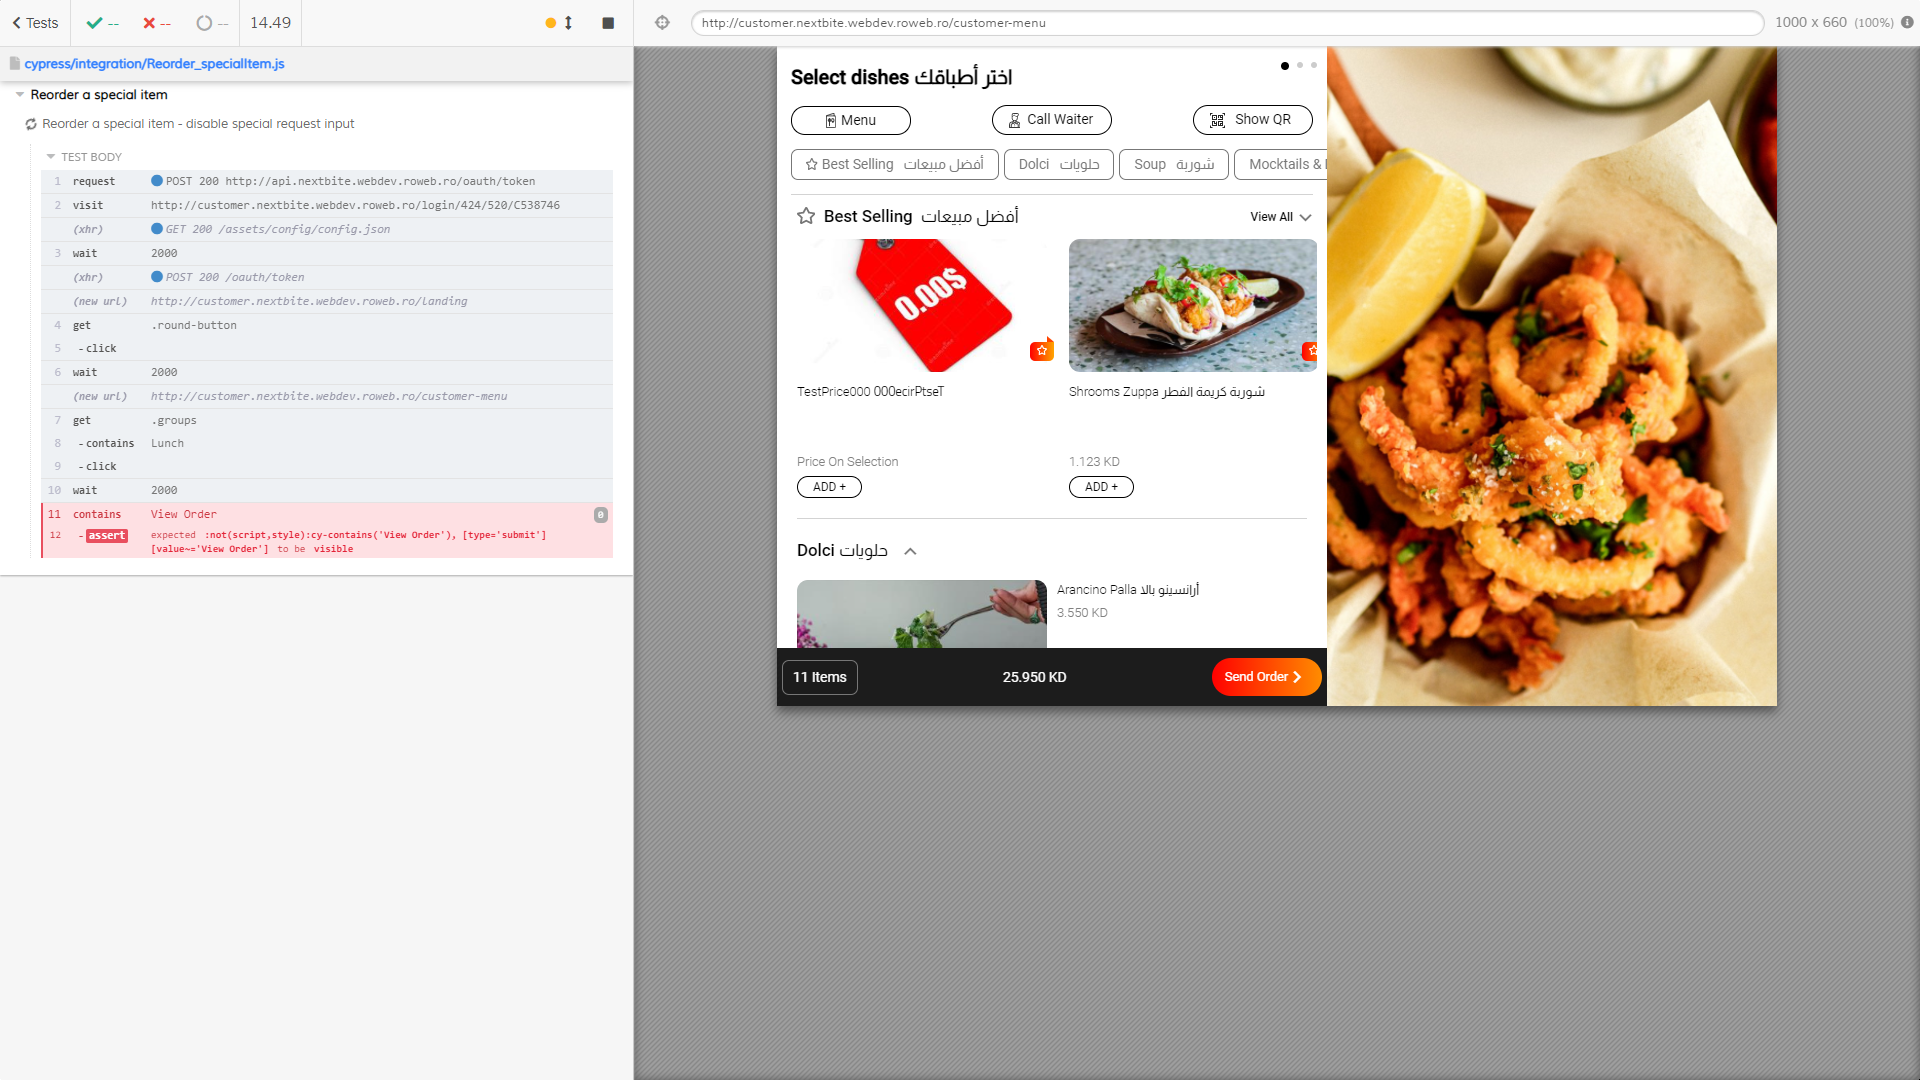 Tests
--
--
--
14.49
http://customer.nextbite.webdev.roweb.ro/customer-menu
1000 x 660 (100%)
cypress/integration/Reorder_specialItem.js
Reorder a special item
Reorder a special item - disable special request input
TEST BODY
1 request POST 200 http://api.nextbite.webdev.roweb.ro/oauth/token
2 visit http://customer.nextbite.webdev.roweb.ro/login/424/520/C538746
(xhr) GET 200 /assets/config/config.json
3 wait 2000
(xhr) POST 200 /oauth/token
(new url) http://customer.nextbite.webdev.roweb.ro/landing
4 get .round-button
5 -click
6 wait 2000
(new url) http://customer.nextbite.webdev.roweb.ro/customer-menu
7 get .groups
8 -contains Lunch
9 -click
10 wait 2000
11 contains View Order 0
12 -assert expected :not(script,style):cy-contains('View Order'), [type='submit']
[value~='View Order'] to be visible
Select dishes اختر أطباقك
Menu
Call Waiter
Show QR
Best Selling أفضل مبيعات
Dolci حلويات
Soup شوربة
Mocktails &
Best Selling أفضل مبيعات
View All
0.00$
TestPrice000 000ecirPtseT
Price On Selection
ADD +
Shrooms Zuppa شوربة كريمة الفطر
1.123 KD
ADD +
Dolci حلويات
Arancino Palla أرانسينو بالا
3.550 KD
11 Items
25.950 KD
Send Order